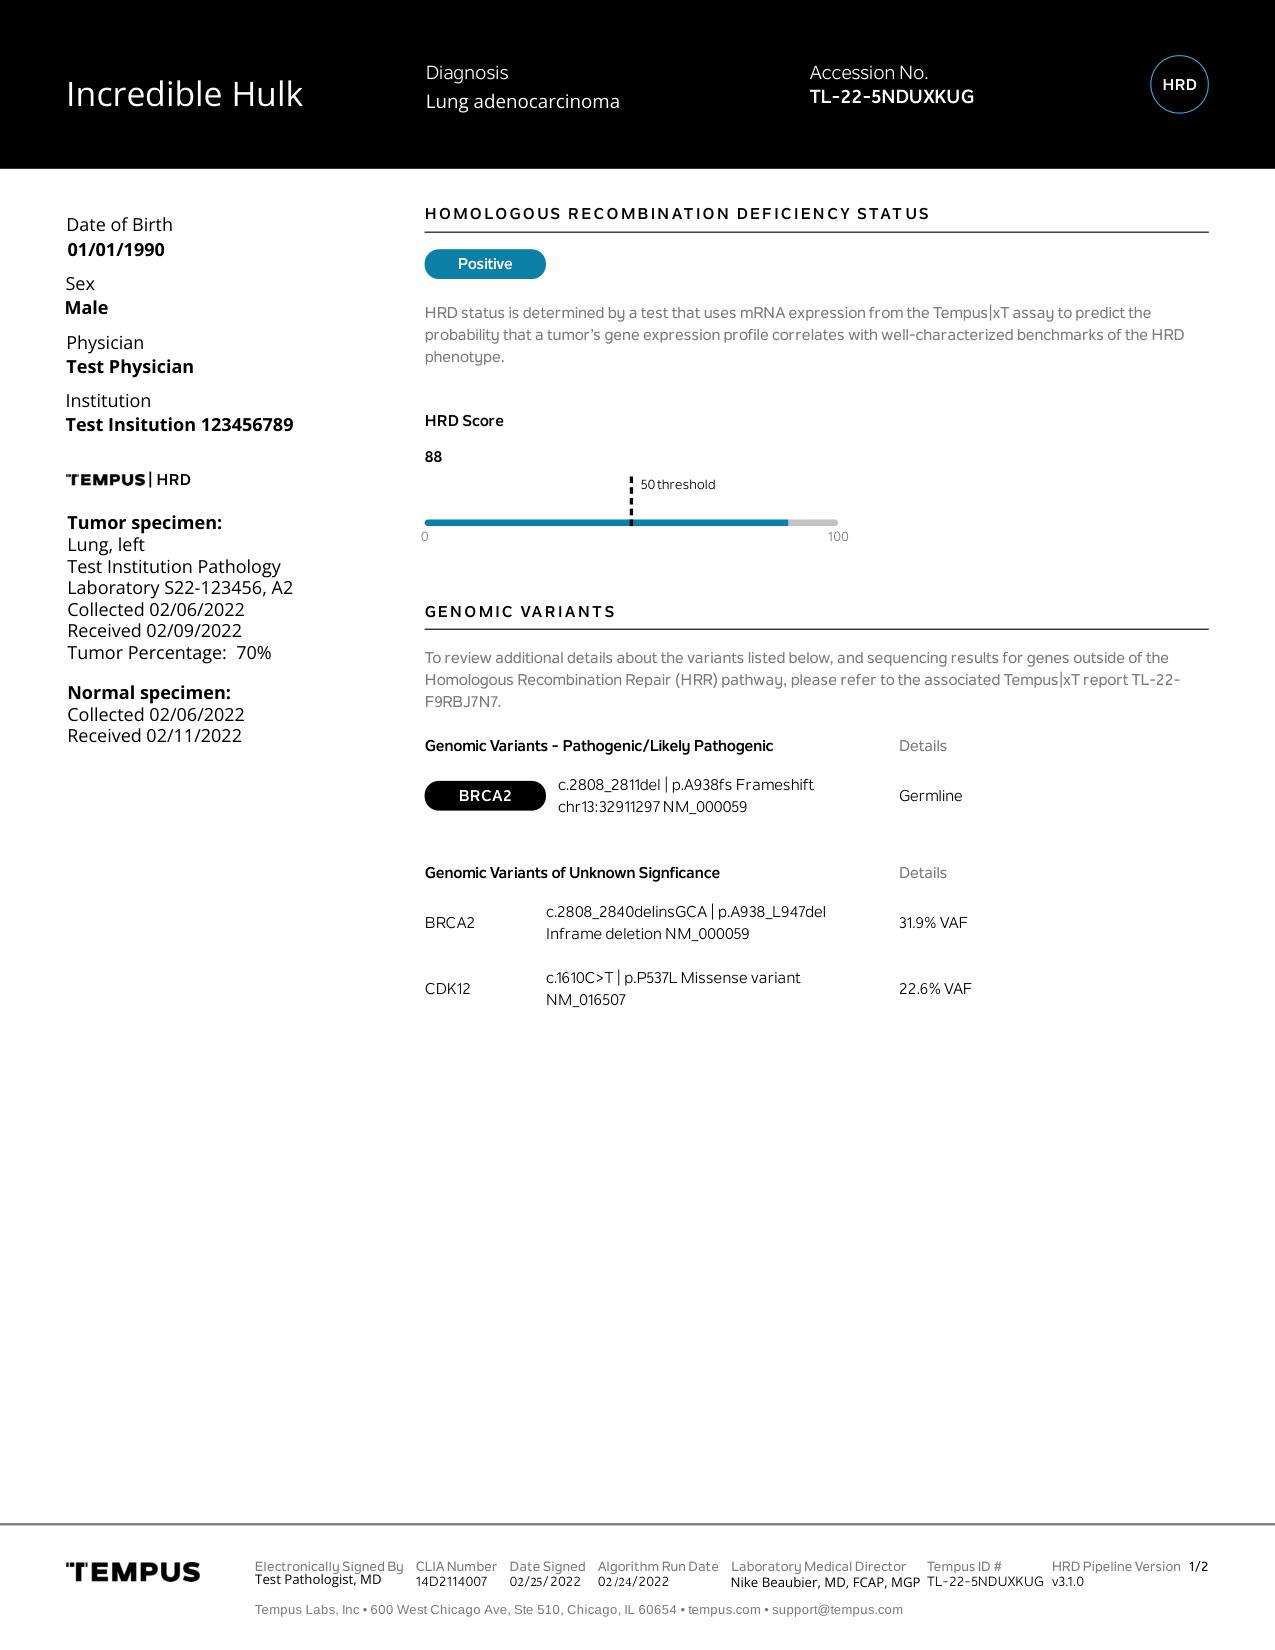 Incredible Hulk
Diagnosis
Lung adenocarcinoma
Accession No.
TL-22-5NDUXKUG
HRD
Date of Birth
01/01/1990
Sex
Male
Physician
Test Physician
Institution
Test Insitution 123456789
TEMPUS | HRD
Tumor specimen:
Lung, left
Test Institution Pathology
Laboratory S22-123456, A2
Collected 02/06/2022
Received 02/09/2022
Tumor Percentage: 70%
Normal specimen:
Collected 02/06/2022
Received 02/11/2022
HOMOLOGOUS RECOMBINATION DEFICIENCY STATUS
Positive
HRD status is determined by a test that uses mRNA expression from the Tempus|xT assay to predict the
probability that a tumor's gene expression profile correlates with well-characterized benchmarks of the HRD
phenotype.
HRD Score
88
50 threshold
0 100
GENOMIC VARIANTS
To review additional details about the variants listed below, and sequencing results for genes outside of the
Homologous Recombination Repair (HRR) pathway, please refer to the associated Tempus|xT report TL-22-
F9RBJ7N7.
Genomic Variants - Pathogenic/Likely Pathogenic Details
BRCA2
c.2808_2811del | p.A938fs Frameshift
chr13:32911297 NM_000059
Germline
Genomic Variants of Unknown Signficance Details
BRCA2
c.2808_2840delinsGCA | p.A938_L947del
Inframe deletion NM_000059
31.9% VAF
CDK12
c.1610C>T | p.P537L Missense variant
NM_016507
22.6% VAF
TEMPUS
Electronically Signed By CLIA Number Date Signed Algorithm Run Date Laboratory Medical Director Tempus ID # HRD Pipeline Version 1/2
Test Pathologist, MD 14D2114007 02/25/2022 02/24/2022 Nike Beaubier, MD, FCAP, MGP TL-22-5NDUXKUG v3.1.0
Tempus Labs, Inc • 600 West Chicago Ave, Ste 510, Chicago, IL 60654 • tempus.com • support@tempus.com